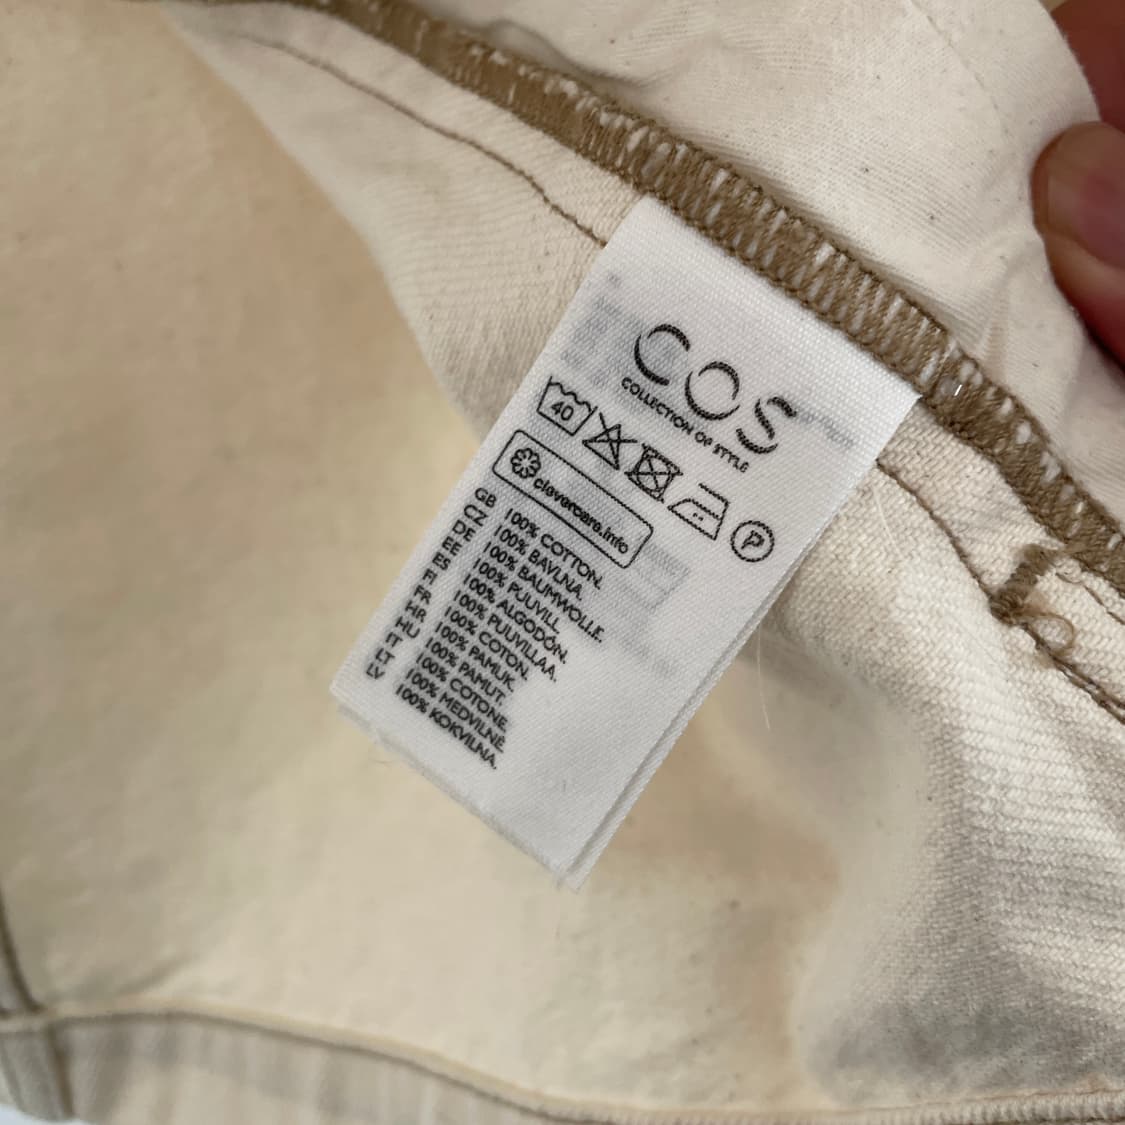 COS
COLLECTION OF STYLE
40 P
clevercare.info
GB 100% COTTON.
CZ 100% BAVLNA.
DE 100% BAUMWOLLE.
EE 100% PUUVILL.
ES 100% ALGODÓN.
FI 100% PUUVILLAA.
FR 100% COTON.
HR 100% PAMUK.
HU 100% PAMUT.
IT 100% COTONE.
LT 100% MEDVILNĖ.
LV 100% KOKVILNA.